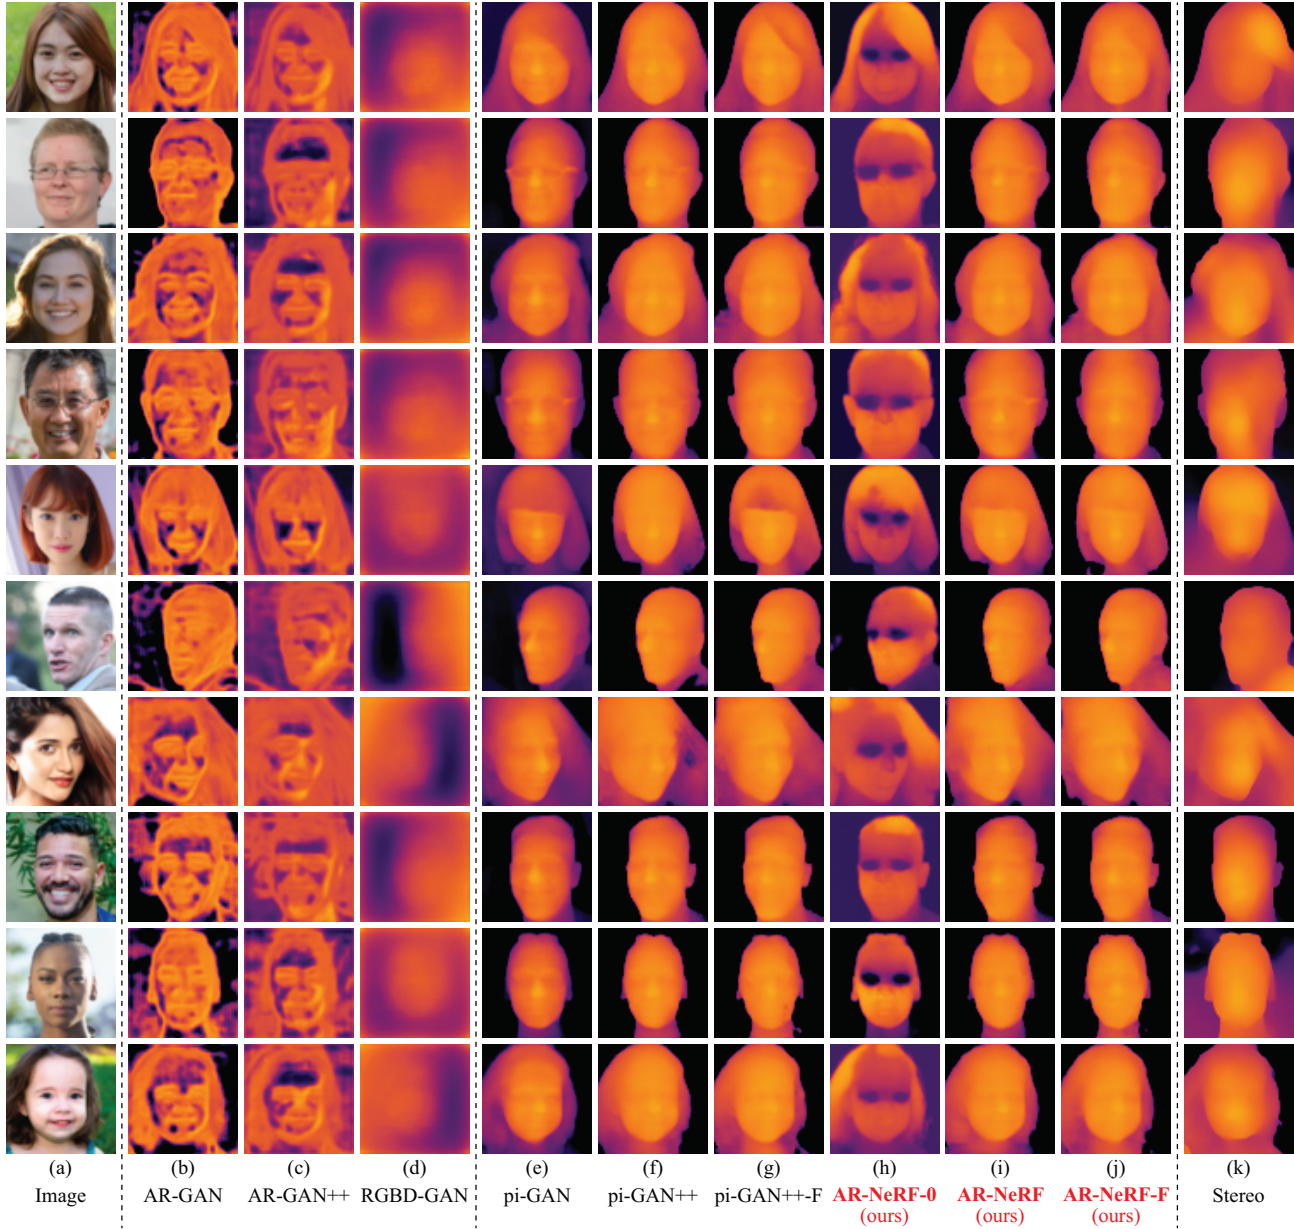 (a) (b) (c) (d) (e) (f) (g) (h) (i) (j) (k)
Image AR-GAN AR-GAN++ RGBD-GAN pi-GAN pi-GAN++ pi-GAN++-F AR-NeRF-0 AR-NeRF AR-NeRF-F Stereo
(ours) (ours) (ours)